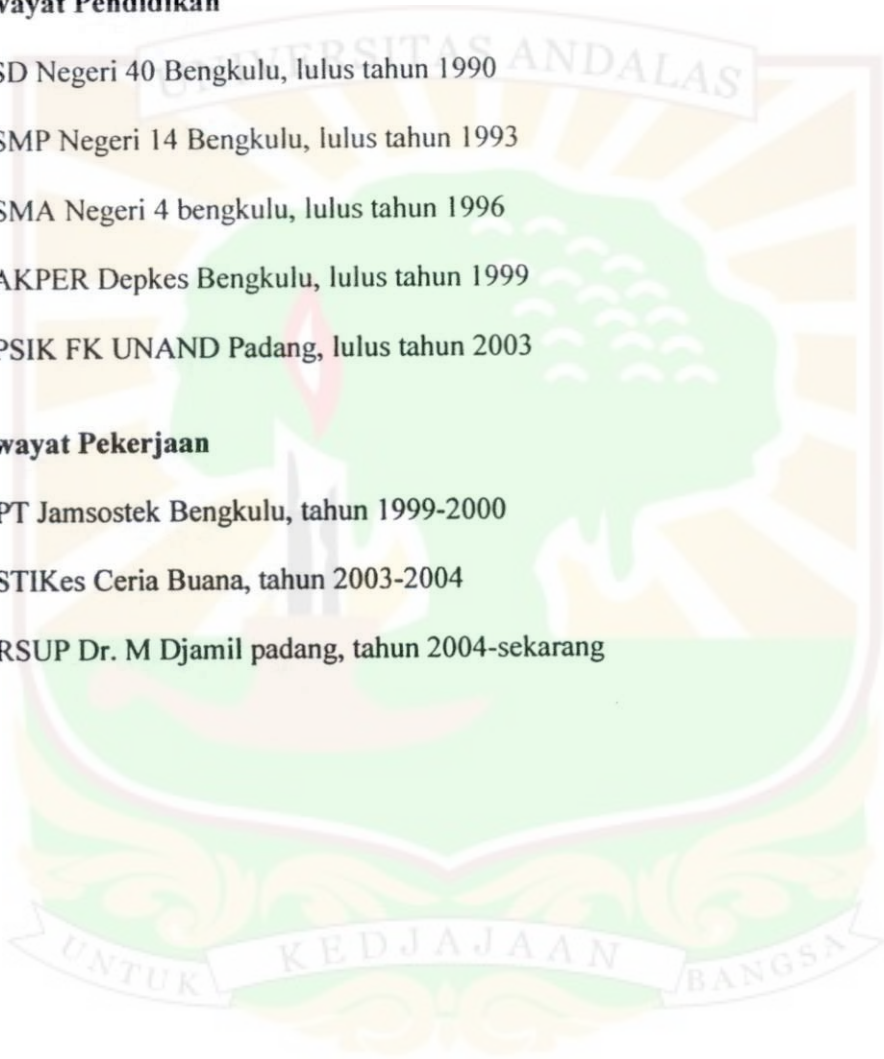 wayat Pendidikan
SD Negeri 40 Bengkulu, lulus tahun 1990
SMP Negeri 14 Bengkulu, lulus tahun 1993
SMA Negeri 4 bengkulu, lulus tahun 1996
AKPER Depkes Bengkulu, lulus tahun 1999
PSIK FK UNAND Padang, lulus tahun 2003
wayat Pekerjaan
PT Jamsostek Bengkulu, tahun 1999-2000
STIKes Ceria Buana, tahun 2003-2004
RSUP Dr. M Djamil padang, tahun 2004-sekarang
UNIVERSITAS ANDALAS
UNTUK KEDJAJAAN BANGSA